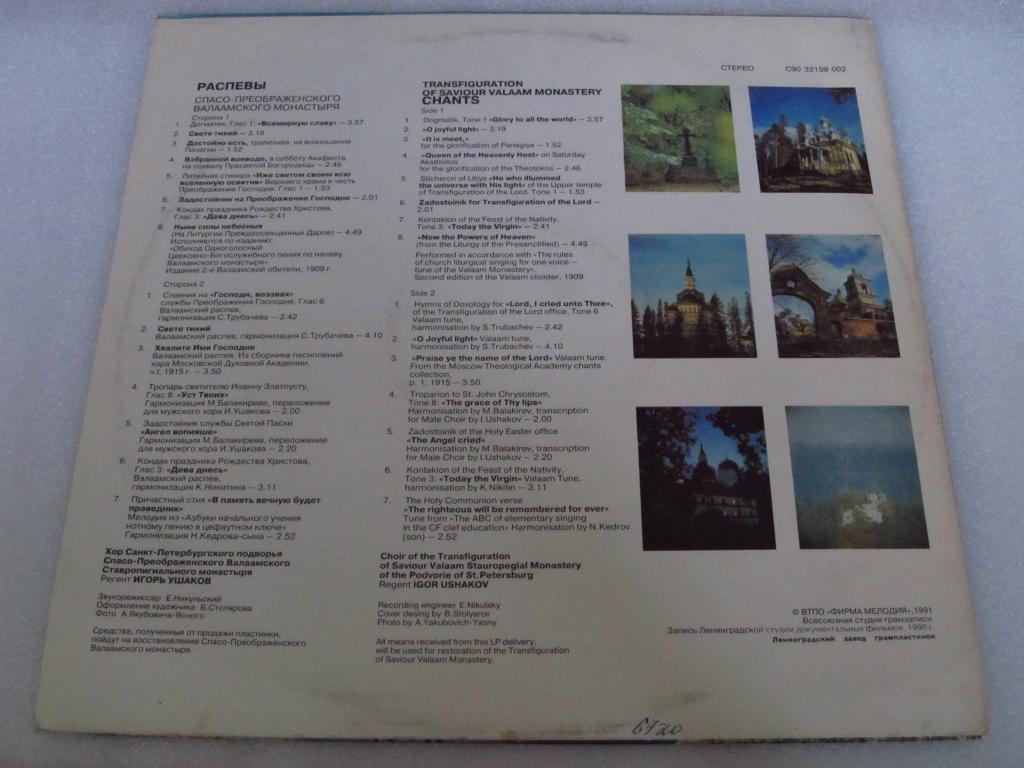 СТЕРЕО С90 32159 002
РАСПЕВЫ
СПАСО-ПРЕОБРАЖЕНСКОГО
ВАЛААМСКОГО МОНАСТЫРЯ
Сторона 1
1. Догматик, Глас 1: «Всемирную славу» — 3.57
2. Свете тихий — 3.19
3. Достойно есть, трапезная, на возношение
Панагии — 1.52
4. Взбранной воеводе, в субботу Акафиста,
на похвалу Пресвятой Богородицы — 2.46
5. Литийная стихира «Иже светом своим всю
вселенную освятив» Верхнего храма в честь
Преображения Господня. Глас 1 — 1.53
6. Задостойник на Преображение Господне — 2.01
7. Кондак праздника Рождества Христова,
Глас 3: «Дева днесь» — 2.41
8. Ныне силы небесныя
(На Литургии Преждеосвященных Даров) — 4.49
Исполняются по изданию:
«Обиход Одноголосный
Церковно-Богослужебного пения по напеву
Валаамского монастыря».
Издание 2-е Валаамской обители, 1909 г.
Сторона 2
1. Славник на «Господи, воззвах»
службы Преображения Господня, Глас 6
Валаамский распев,
гармонизация С.Трубачева — 2.42
2. Свете тихий
Валаамский распев, гармонизация С.Трубачева — 4.10
3. Хвалите Имя Господне
Валаамский распев. Из сборника песнопений
хора Московской Духовной Академии,
ч.I, 1915 г. — 3.50
4. Тропарь святителю Иоанну Златоусту,
Глас 8: «Уст Твоих»
Гармонизация М.Балакирева, переложение
для мужского хора И.Ушакова — 2.00
5. Задостойник службы Святой Пасхи
«Ангел вопияше»
Гармонизация М.Балакирева, переложение
для мужского хора И.Ушакова — 2.20
6. Кондак праздника Рождества Христова,
Глас 3: «Дева днесь»
Валаамский распев,
гармонизация К.Никитина — 3.11
7. Причастный стих «В память вечную будет
праведник»
Мелодия из «Азбуки начального учения
нотному пению в цефаутном ключе»
Гармонизация Н.Кедрова-сына — 2.52
Хор Санкт-Петербургского подворья
Спасо-Преображенского Валаамского
Ставропигиального монастыря
Регент ИГОРЬ УШАКОВ
Звукорежиссер Е.Никульский
Оформление художника Б.Столярова
Фото А.Якубовича-Ясного
Средства, полученные от продажи пластинки,
пойдут на восстановление Спасо-Преображенского
Валаамского монастыря.
TRANSFIGURATION
OF SAVIOUR VALAAM MONASTERY
CHANTS
Side 1
1. Dogmatik, Tone 1 «Glory to all the world» — 3.57
2. «O joyful light» — 3.19
3. «It is meet,»
for the glorification of Panagiya — 1.52
4. «Queen of the Heavenly Host» on Saturday
Akathistos
for the glorification of the Theotokos — 2.46
5. Sticheron of Litiya «He who illumined
the universe with His light» of the Upper temple
of Transfiguration of the Lord. Tone 1 — 1.53
6. Zadostoinik for Transfiguration of the Lord —
2.01
7. Kontakion of the Feast of the Nativity,
Tone 3: «Today the Virgin» — 2.41
8. «Now the Powers of Heaven»
(from the Liturgy of the Presanctified) — 4.49
Performed in accordance with «The rules
of church liturgical singing for one voice —
tune of the Valaam Monastery».
Second edition of the Valaam cloister, 1909
Side 2
1. Hymns of Doxology for «Lord, I cried unto Thee»,
of the Transfiguration of the Lord office, Tone 6
Valaam tune,
harmonisation by S.Trubachev — 2.42
2. «O Joyful light» Valaam tune,
harmonisation by S.Trubachev — 4.10
3. «Praise ye the name of the Lord» Valaam tune.
From the Moscow Theological Academy chants
collection,
p. 1, 1915 — 3.50
4. Troparion to St. John Chrysostom,
Tone 8: «The grace of Thy lips»
Harmonisation by M.Balakirev, transcription
for Male Choir by I.Ushakov — 2.00
5. Zadostoinik of the Holy Easter office
«The Angel cried»
Harmonisation by M.Balakirev, transcription
for Male Choir by I.Ushakov — 2.20
6. Kontakion of the Feast of the Nativity,
Tone 3: «Today the Virgin» Valaam Tune,
harmonisation by K.Nikitin — 3.11
7. The Holy Communion verse
«The righteous will be remembered for ever»
Tune from «The ABC of elementary singing
in the CF clef education» Harmonisation by N.Kedrov
(son) — 2.52
Choir of the Transfiguration
of Saviour Valaam Stauropegial Monastery
of the Podvorie of St.Petersburg
Regent IGOR USHAKOV
Recording engineer E.Nikulsky
Cover desing by B.Stolyarov
Photo by A.Yakubovich-Yasny
All means received from this LP delivery,
will be used for restoration of the Transfiguration
of Saviour Valaam Monastery.
© ВТПО «ФИРМА МЕЛОДИЯ», 1991
Всесоюзная студия грамзаписи
Запись Ленинградской студии документальных фильмов, 1990 г.
Ленинградский завод грампластинок
6720